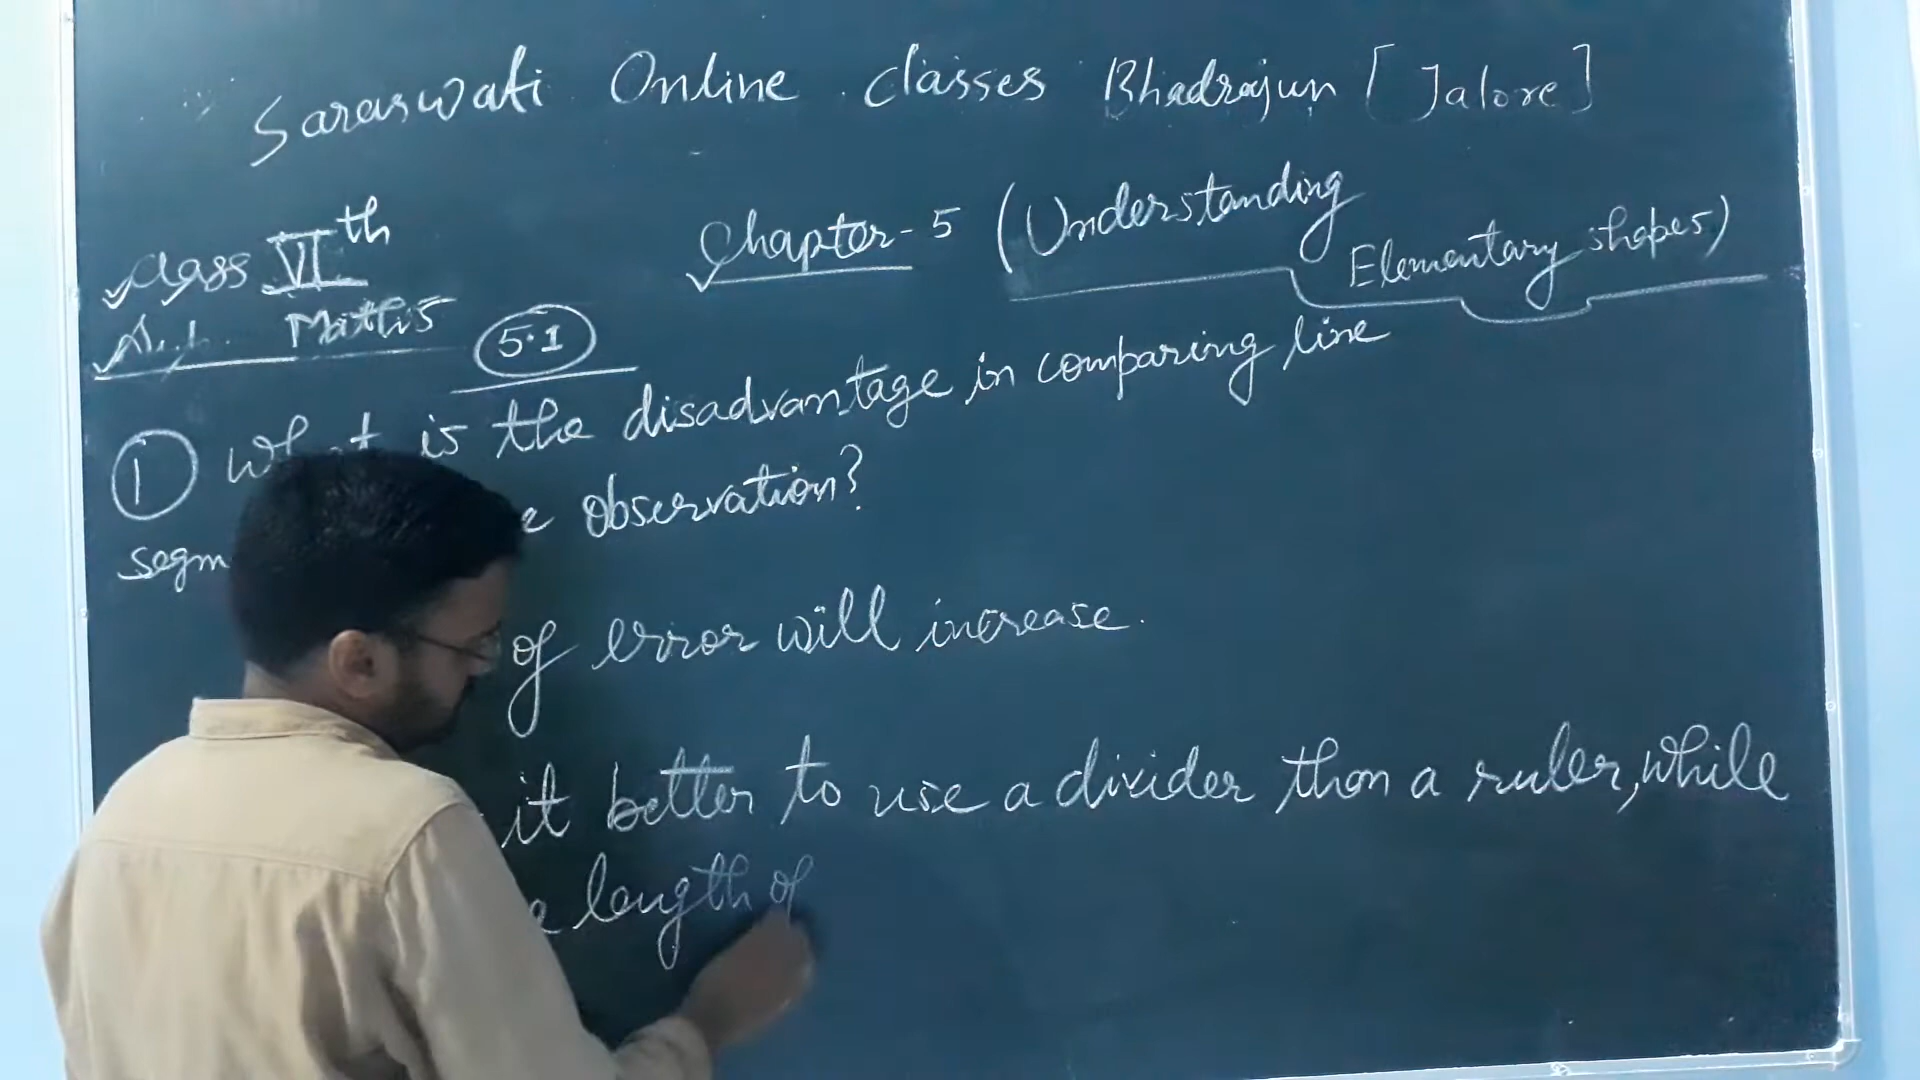 Saraswati Online classes Bhadrajun [Jalore]
Class VIth
Chapter-5 (Understanding
Elementary shapes)
Sub. Maths
5.1
① What is the disadvantage in comparing line
segm observation?
of error will increase.
it better to use a divider than a ruler, while
length of